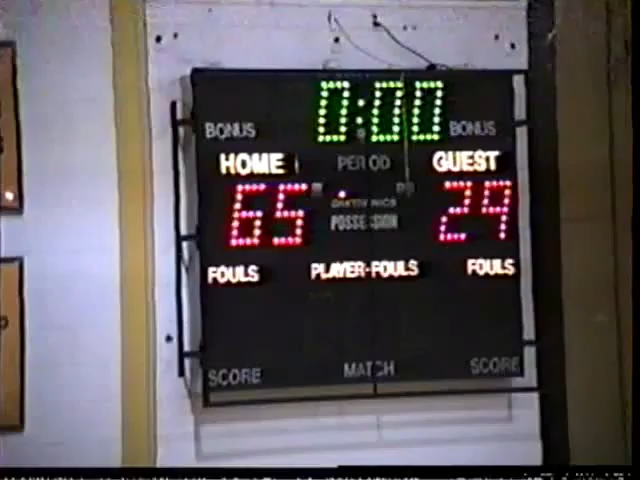 0:00
BONUS BONUS
HOME PERIOD GUEST
65 29
POSSESSION
FOULS PLAYER-FOULS FOULS
SCORE MATCH SCORE